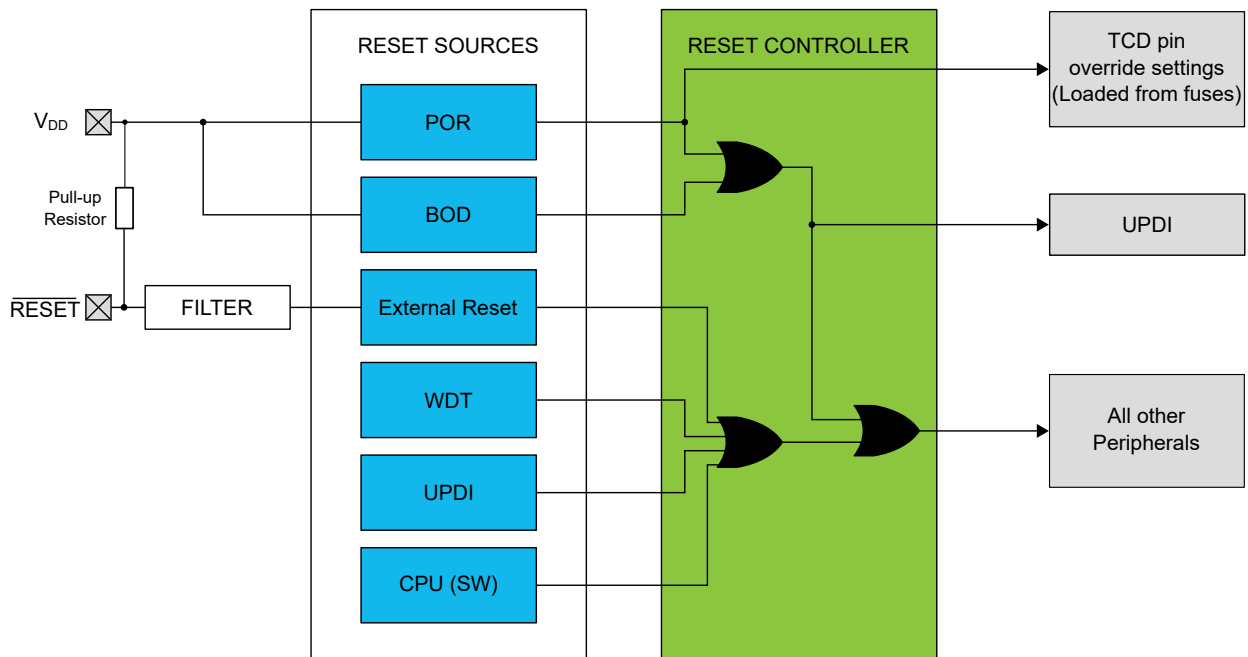 RESET SOURCES
RESET CONTROLLER
TCD pin
override settings
(Loaded from fuses)
VDD
POR
Pull-up
Resistor
BOD
UPDI
RESET
FILTER
External Reset
WDT
All other
Peripherals
UPDI
CPU (SW)